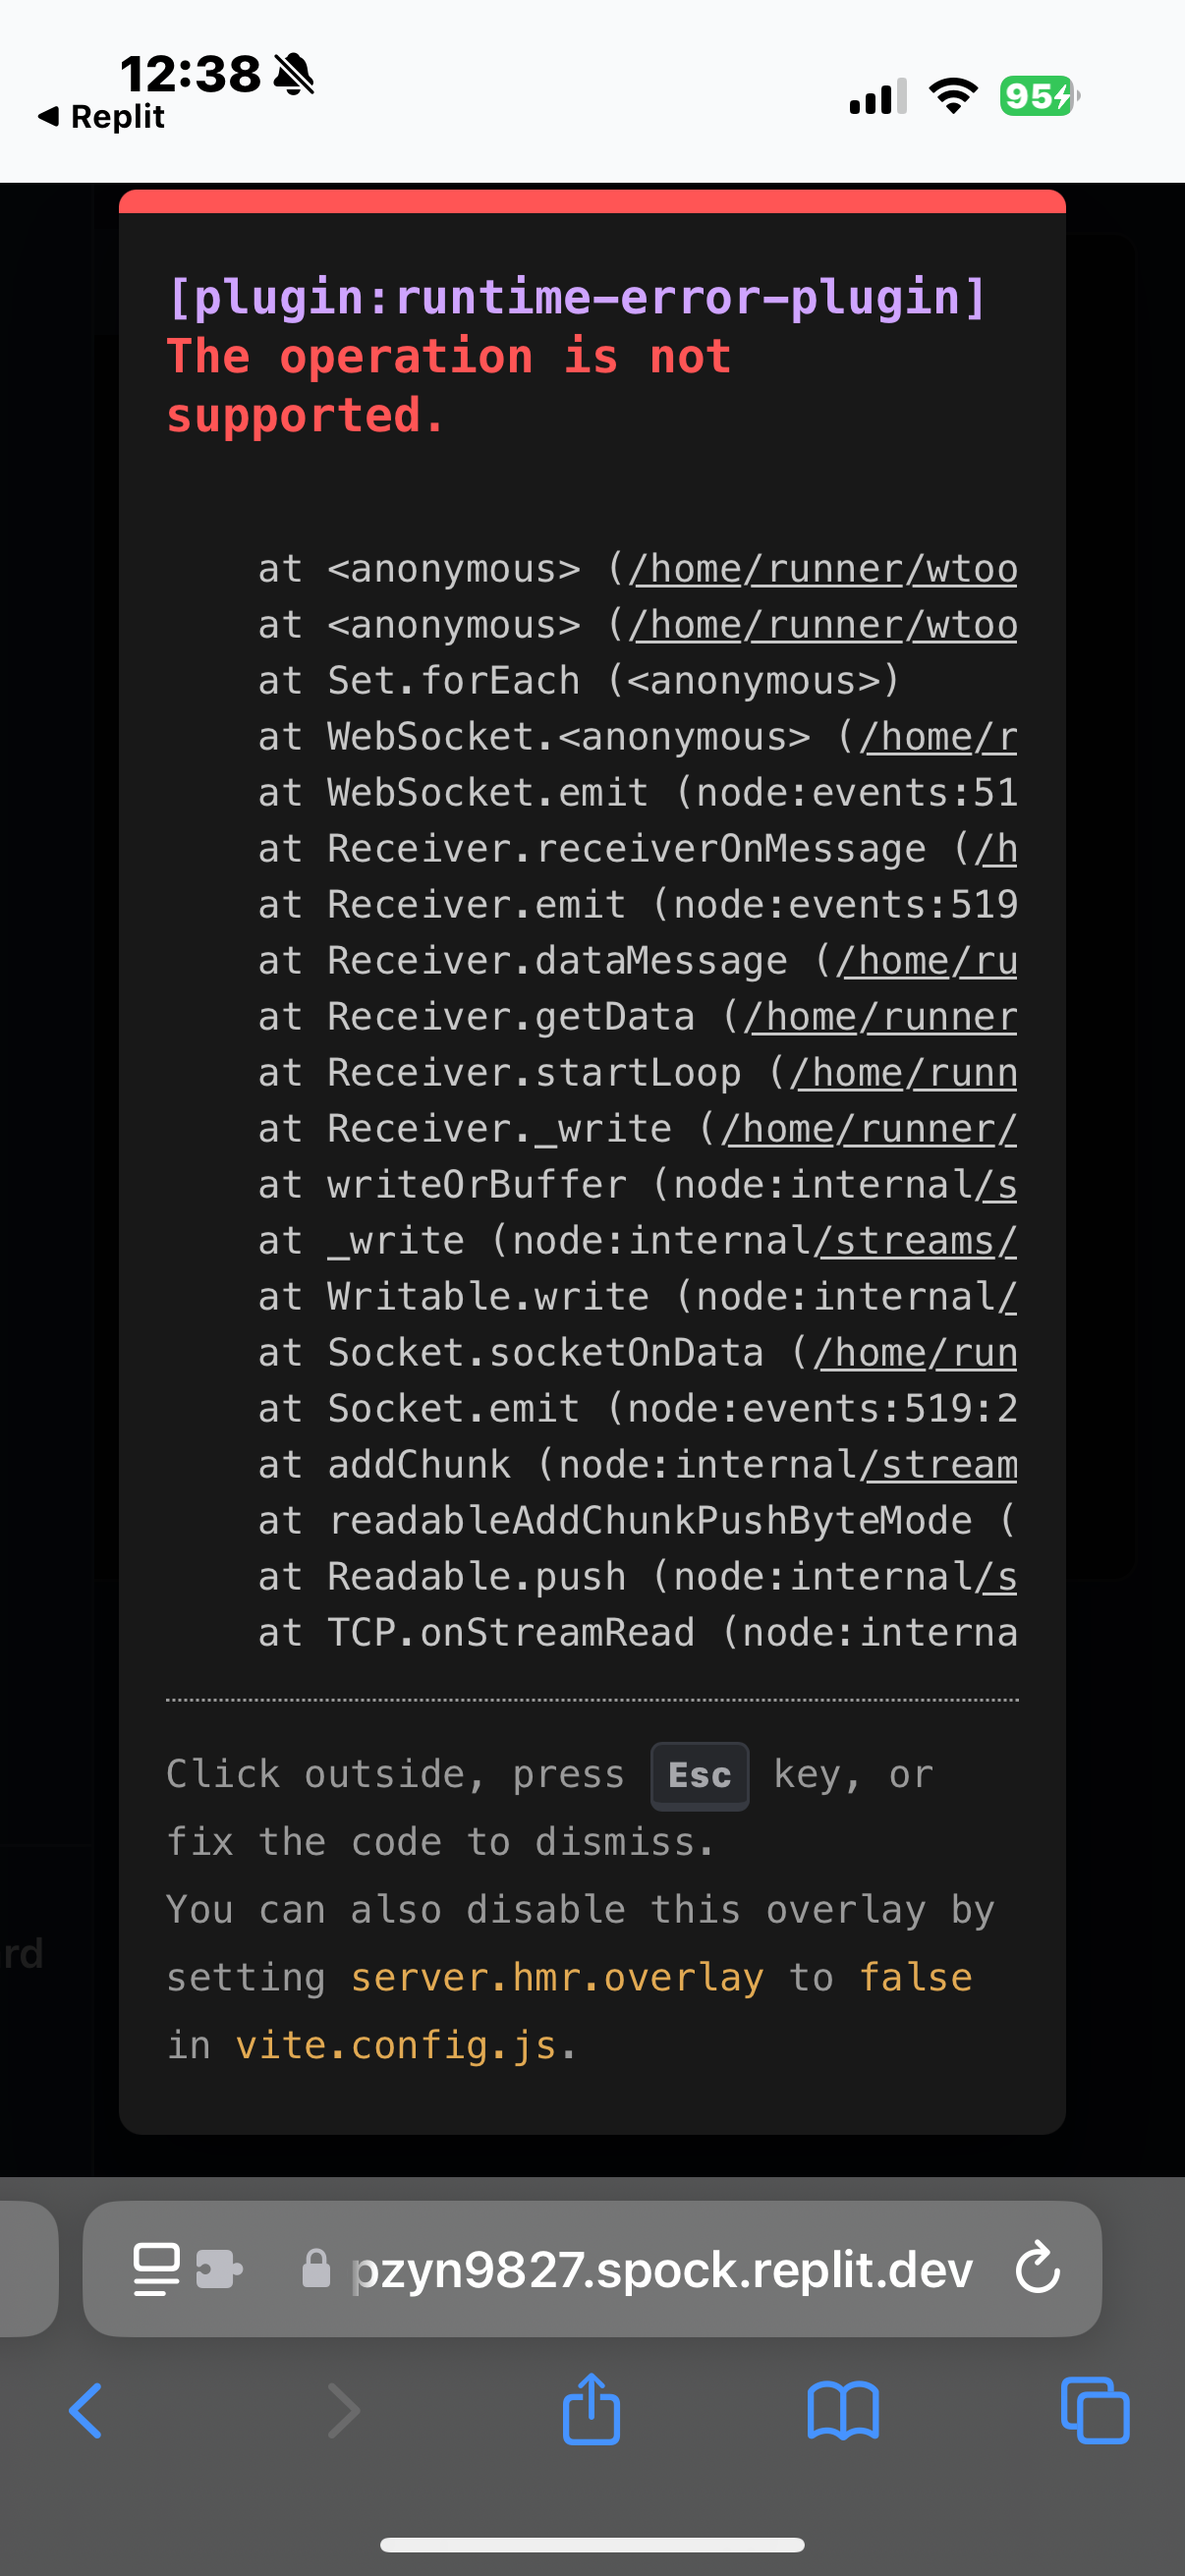 12:38
◀ Replit
95
[plugin:runtime-error-plugin]
The operation is not
supported.
at <anonymous> (/home/runner/wtoo
at <anonymous> (/home/runner/wtoo
at Set.forEach (<anonymous>)
at WebSocket.<anonymous> (/home/r
at WebSocket.emit (node:events:51
at Receiver.receiverOnMessage (/h
at Receiver.emit (node:events:519
at Receiver.dataMessage (/home/ru
at Receiver.getData (/home/runner
at Receiver.startLoop (/home/runn
at Receiver._write (/home/runner/
at writeOrBuffer (node:internal/s
at _write (node:internal/streams/
at Writable.write (node:internal/
at Socket.socketOnData (/home/run
at Socket.emit (node:events:519:2
at addChunk (node:internal/stream
at readableAddChunkPushByteMode (
at Readable.push (node:internal/s
at TCP.onStreamRead (node:interna
Click outside, press Esc key, or
fix the code to dismiss.
You can also disable this overlay by
rd
setting server.hmr.overlay to false
in vite.config.js.
pzyn9827.spock.replit.dev